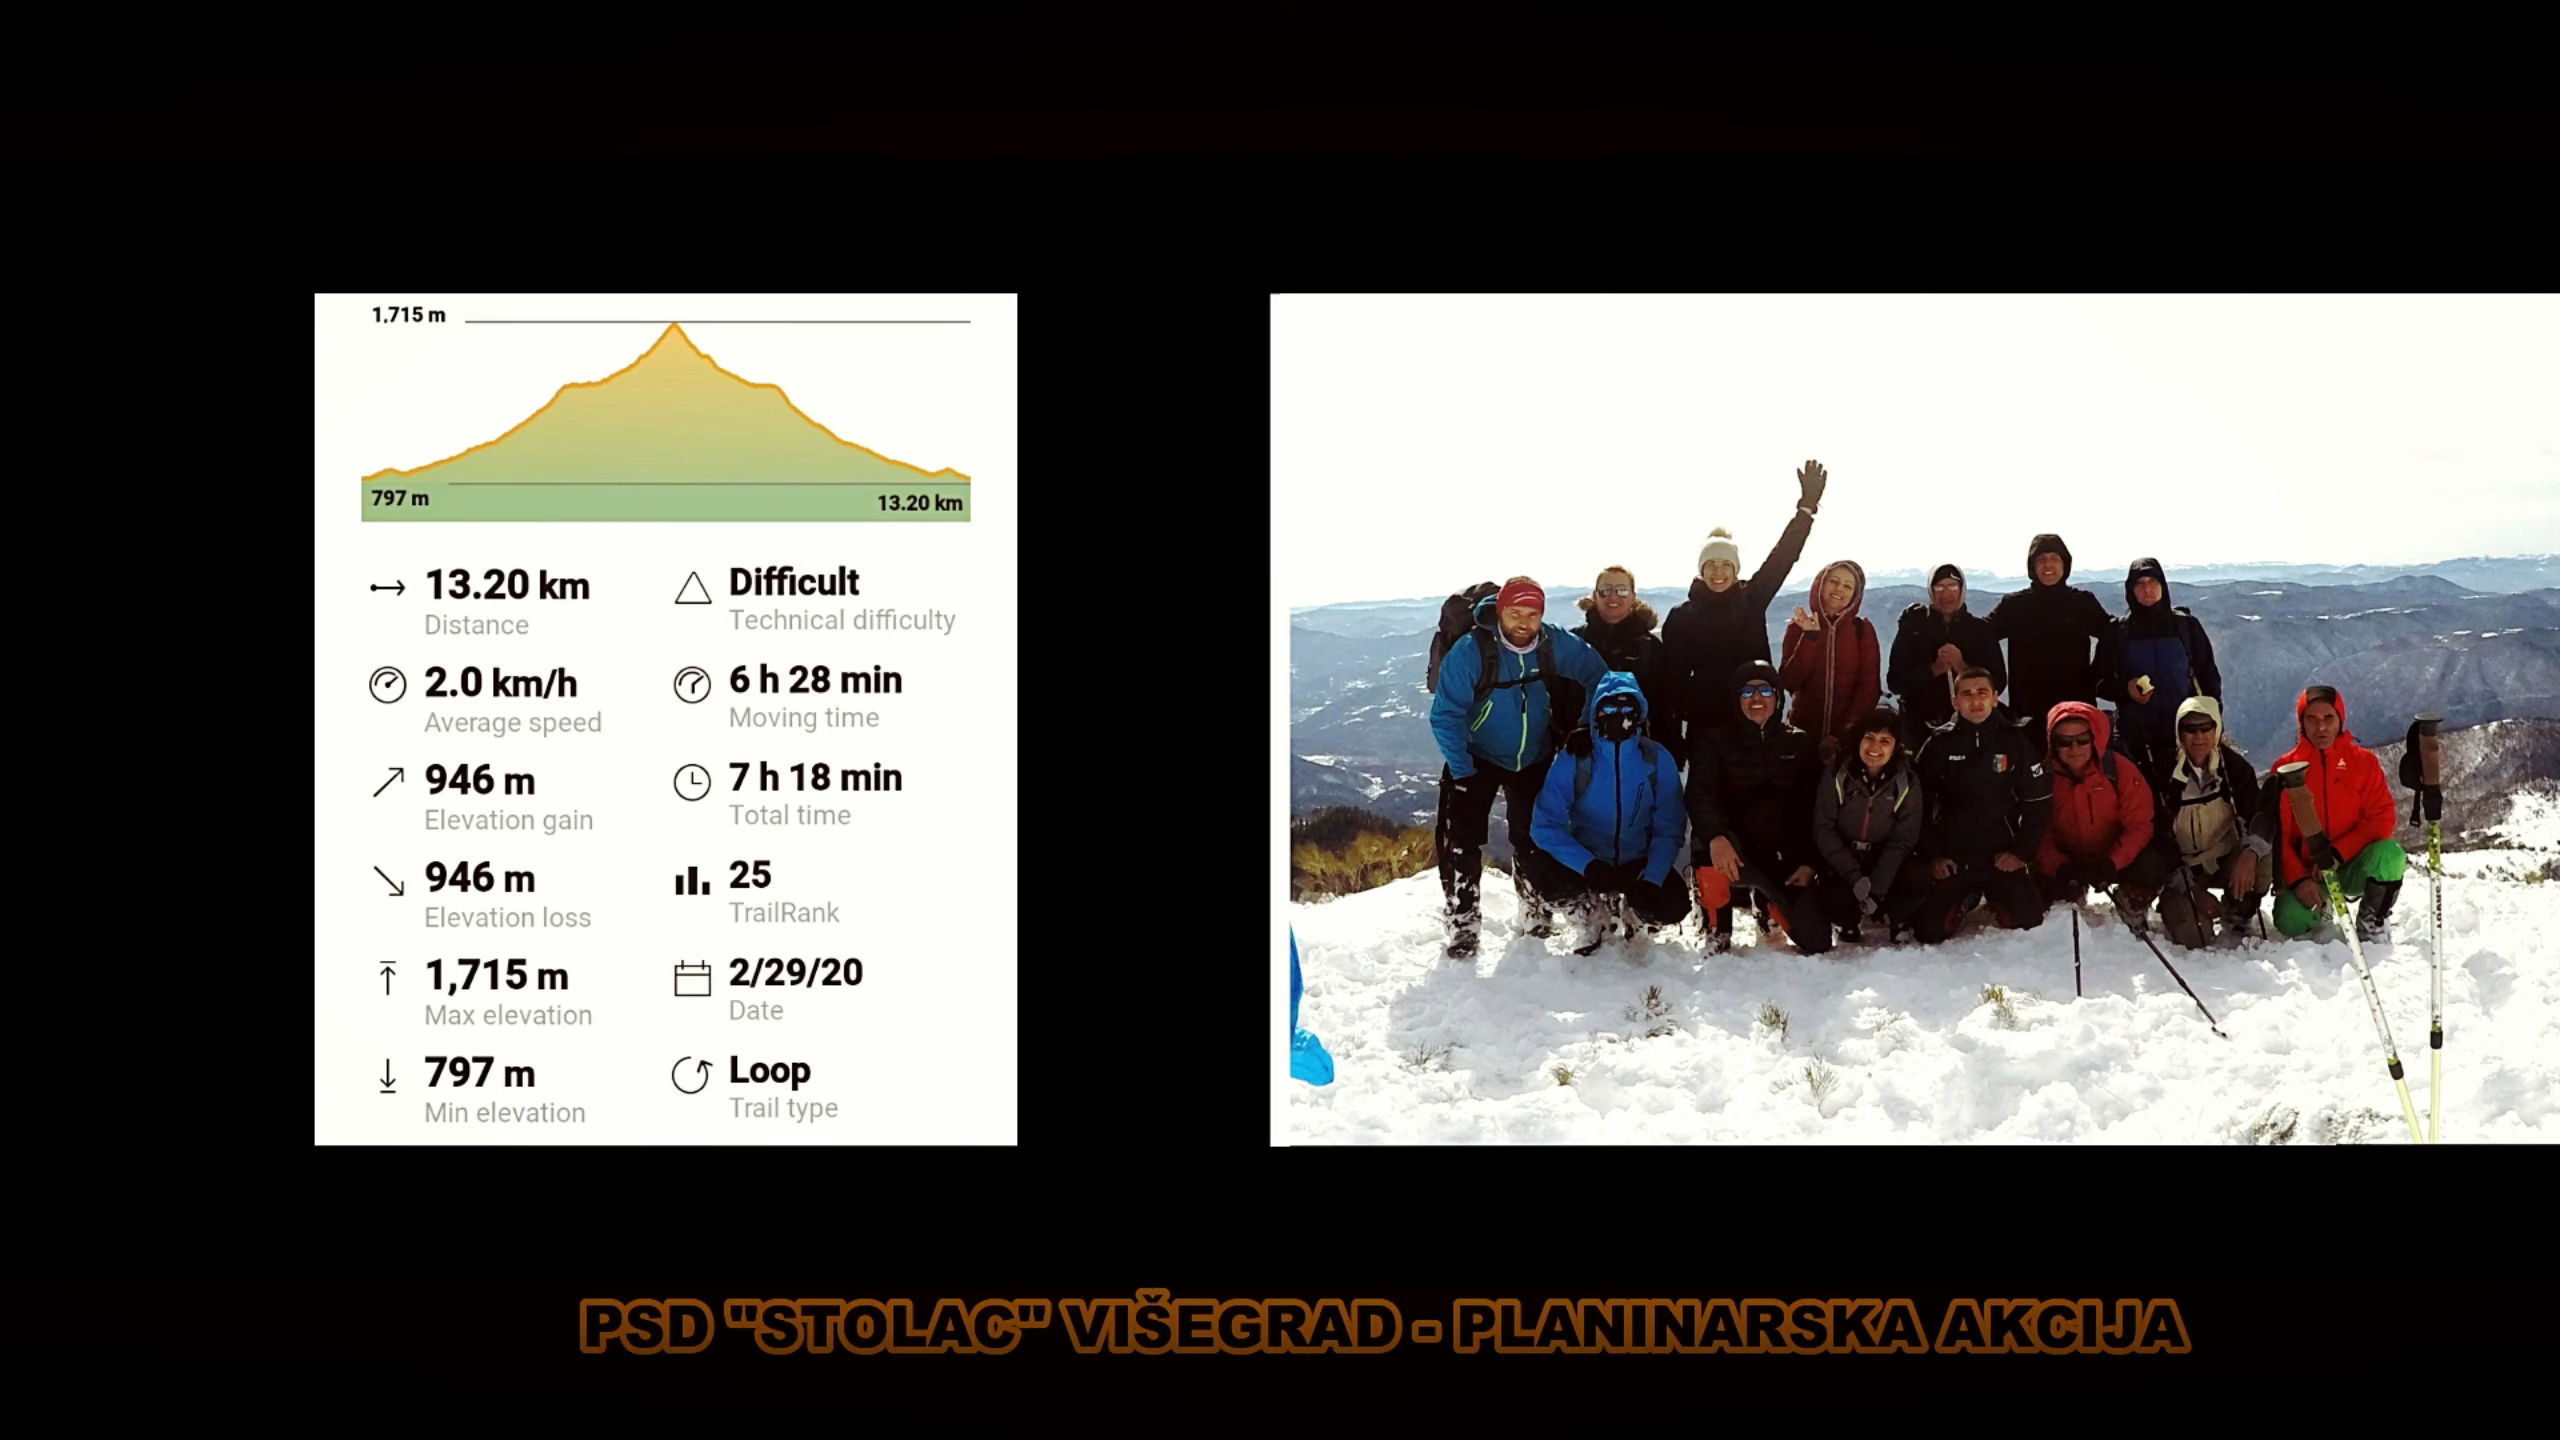 1,715 m
797 m
13.20 km
13.20 km
Distance
Difficult
Technical difficulty
2.0 km/h
Average speed
6 h 28 min
Moving time
946 m
Elevation gain
7 h 18 min
Total time
946 m
Elevation loss
25
TrailRank
1,715 m
Max elevation
2/29/20
Date
797 m
Min elevation
Loop
Trail type
PSD "STOLAC" VIŠEGRAD - PLANINARSKA AKCIJA